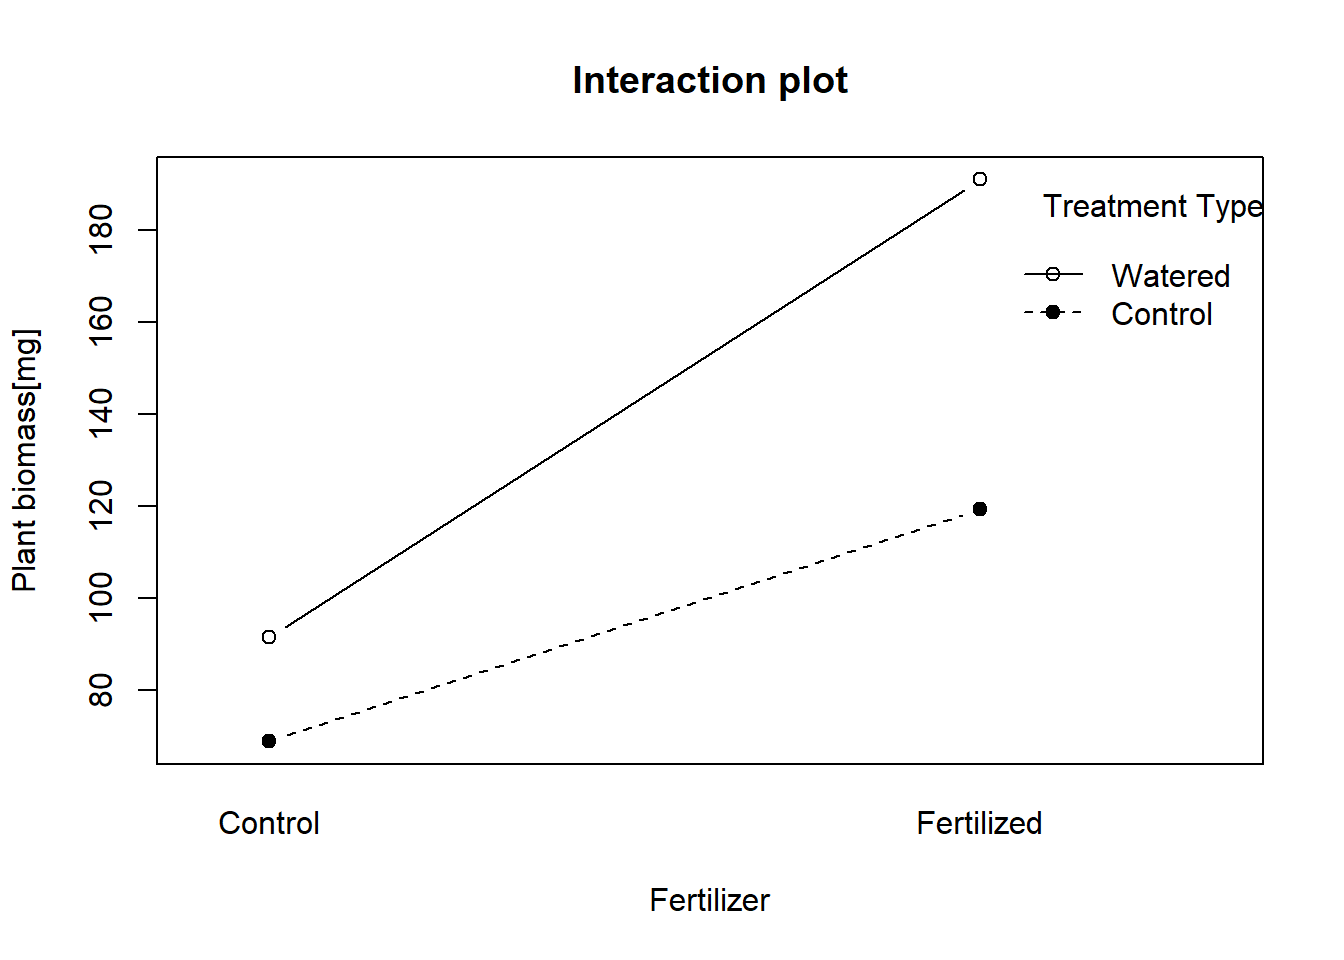 Interaction plot
Treatment Type
Watered
Control
Plant biomass[mg]
180
160
140
120
100
80
Control
Fertilized
Fertilizer